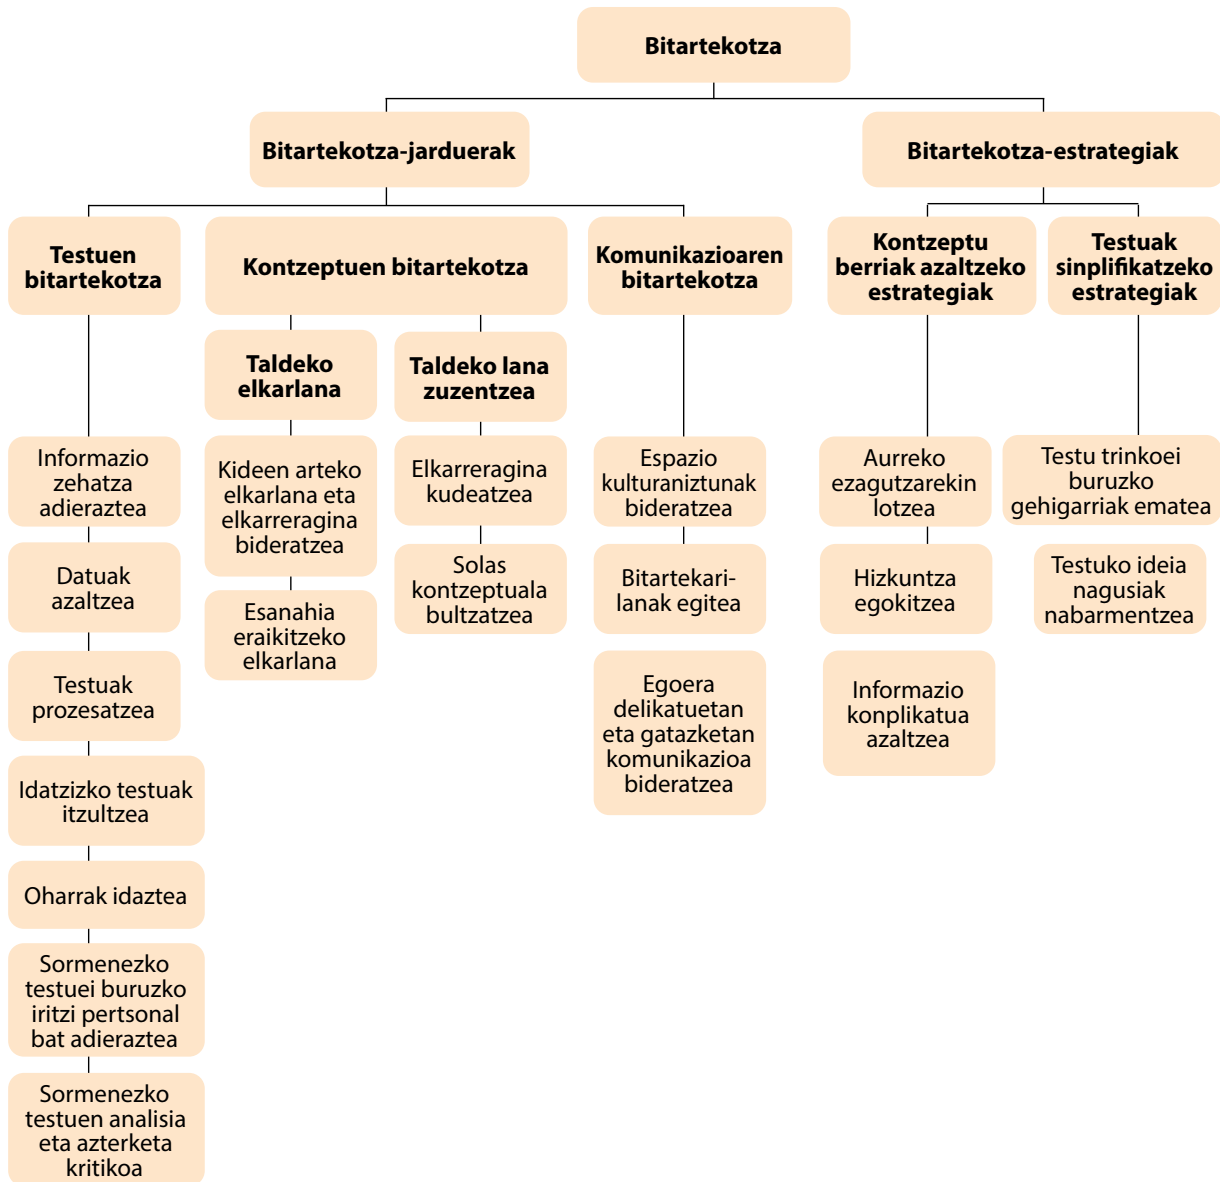 Bitartekotza
Bitartekotza-jarduerak
Bitartekotza-estrategiak
Testuen
bitartekotza
Kontzeptuen bitartekotza
Komunikazioaren
bitartekotza
Kontzeptu
berriak azaltzeko
estrategiak
Testuak
sinplifikatzeko
estrategiak
Taldeko
elkarlana
Taldeko lana
zuzentzea
Informazio
zehatza
adieraztea
Datuak
azaltzea
Testuak
prozesatzea
Idatzizko testuak
itzultzea
Oharrak idaztea
Sormenezko
testuei buruzko
iritzi pertsonal
bat adieraztea
Sormenezko
testuen analisia
eta azterketa
kritikoa
Kideen arteko
elkarlana eta
elkarreragina
bideratzea
Esanahia
eraikitzeko
elkarlana
Elkarreragina
kudeatzea
Solas
kontzeptuala
bultzatzea
Espazio
kulturaniztunak
bideratzea
Bitartekari-
lanak egitea
Egoera
delikatuetan
eta gatazketan
komunikazioa
bideratzea
Aurreko
ezagutzarekin
lotzea
Hizkuntza
egokitzea
Informazio
konplikatua
azaltzea
Testu trinkoei
buruzko
gehigarriak ematea
Testuko ideia
nagusiak
nabarmentzea